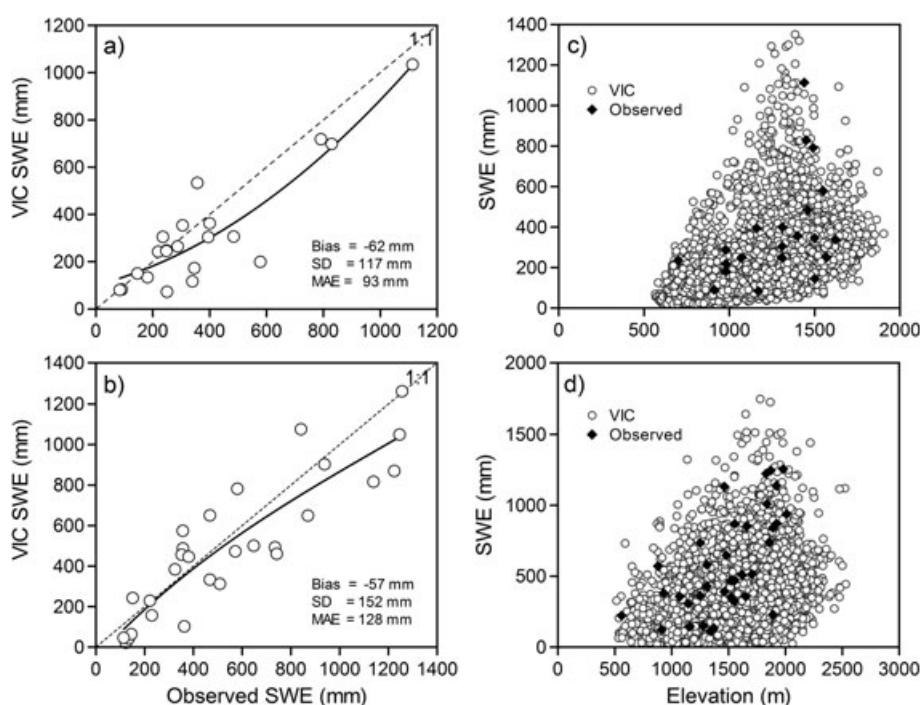 a)
1:1
VIC SWE (mm)
1200
1000
800
600
400
200
0
0 200 400 600 800 1000 1200
Bias = -62 mm
SD = 117 mm
MAE = 93 mm
c)
VIC
Observed
SWE (mm)
1400
1200
1000
800
600
400
200
0
0 500 1000 1500 2000
b)
1:1
VIC SWE (mm)
1400
1200
1000
800
600
400
200
0
0 200 400 600 800 1000 1200 1400
Observed SWE (mm)
Bias = -57 mm
SD = 152 mm
MAE = 128 mm
d)
VIC
Observed
SWE (mm)
2000
1500
1000
500
0
0 500 1000 1500 2000 2500 3000
Elevation (m)